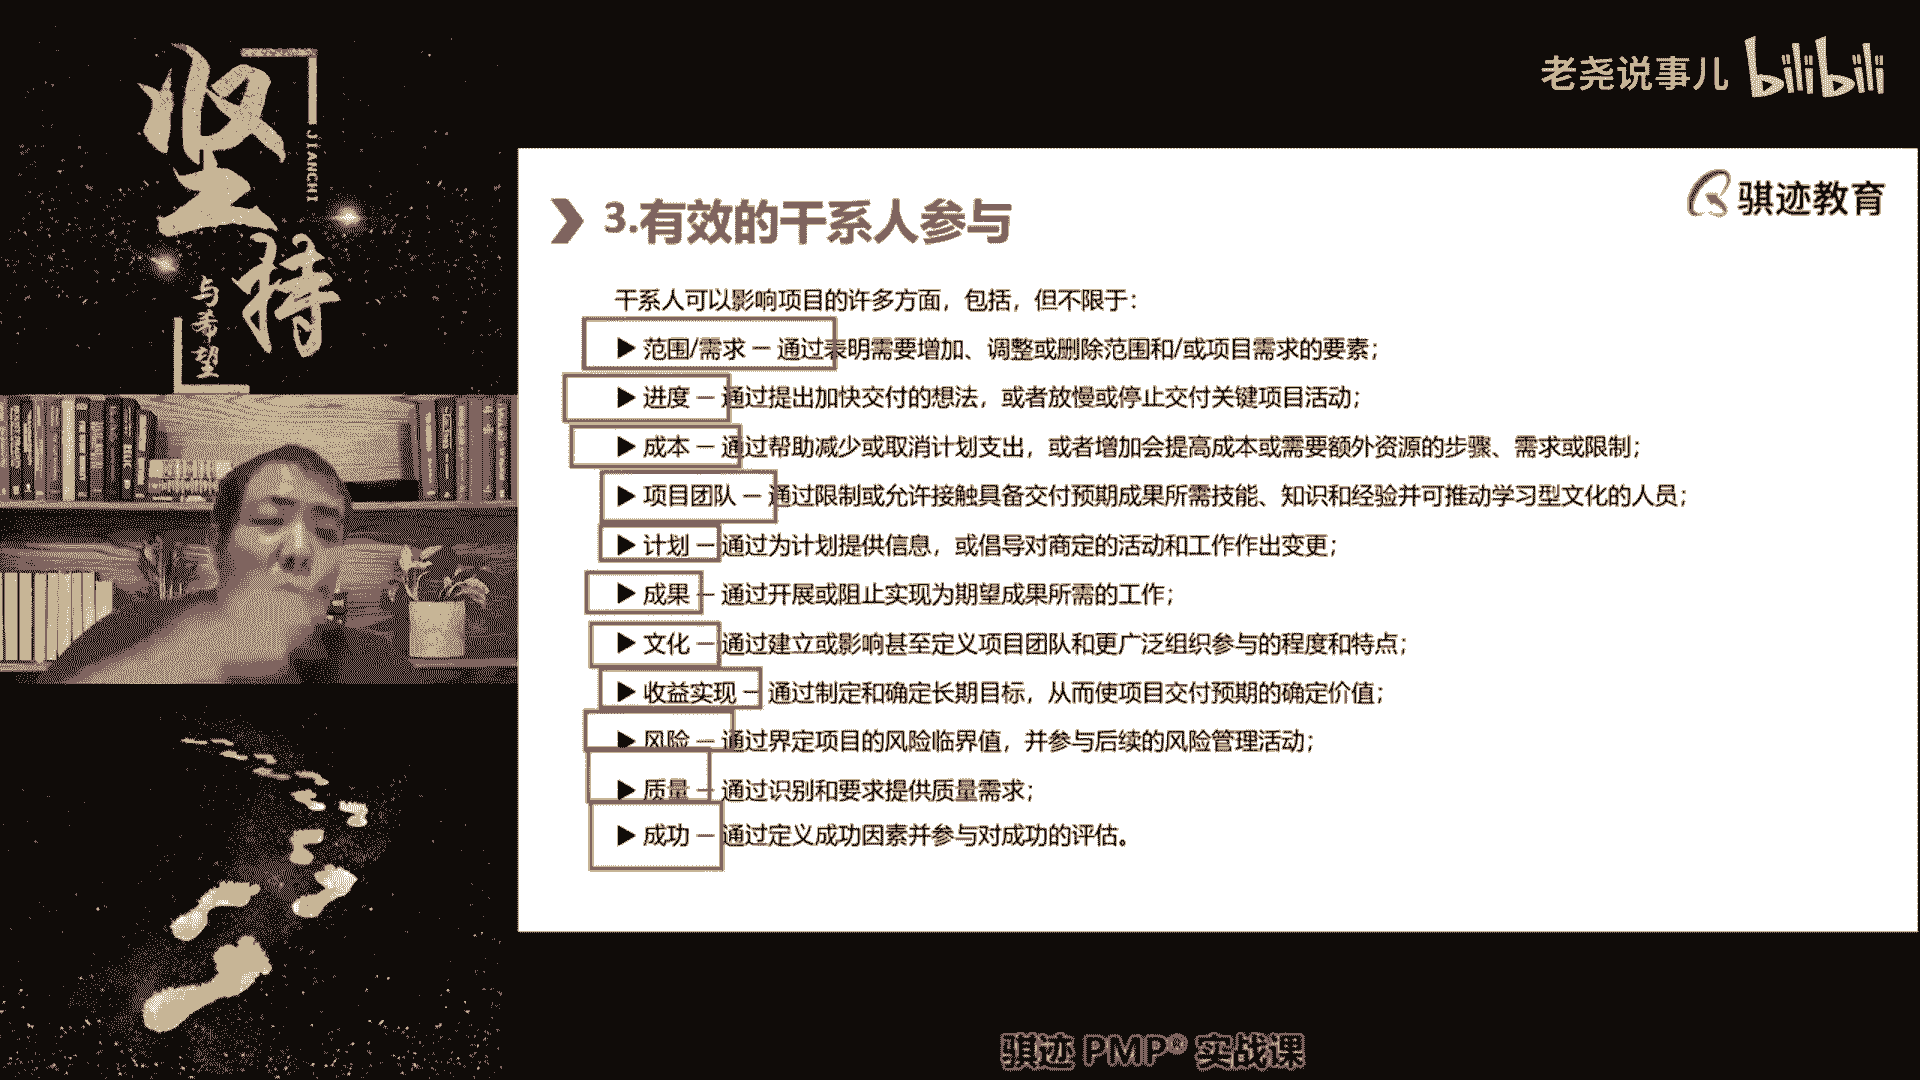 坚持
JIANCHI
与希望
老尧说事儿 bilibili
骐迹教育
3.有效的干系人参与
干系人可以影响项目的许多方面，包括，但不限于：
▶ 范围/需求 — 通过表明需要增加、调整或删除范围和/或项目需求的要素；
▶ 进度 — 通过提出加快交付的想法，或者放慢或停止交付关键项目活动；
▶ 成本 — 通过帮助减少或取消计划支出，或者增加会提高成本或需要额外资源的步骤、需求或限制；
▶ 项目团队 — 通过限制或允许接触具备交付预期成果所需技能、知识和经验并可推动学习型文化的人员；
▶ 计划 — 通过为计划提供信息，或倡导对商定的活动和工作作出变更；
▶ 成果 — 通过开展或阻止实现为期望成果所需的工作；
▶ 文化 — 通过建立或影响甚至定义项目团队和更广泛组织参与的程度和特点；
▶ 收益实现 — 通过制定和确定长期目标，从而使项目交付预期的确定价值；
▶ 风险 — 通过界定项目的风险临界值，并参与后续的风险管理活动；
▶ 质量 — 通过识别和要求提供质量需求；
▶ 成功 — 通过定义成功因素并参与对成功的评估。
骐迹 PMP® 实战课